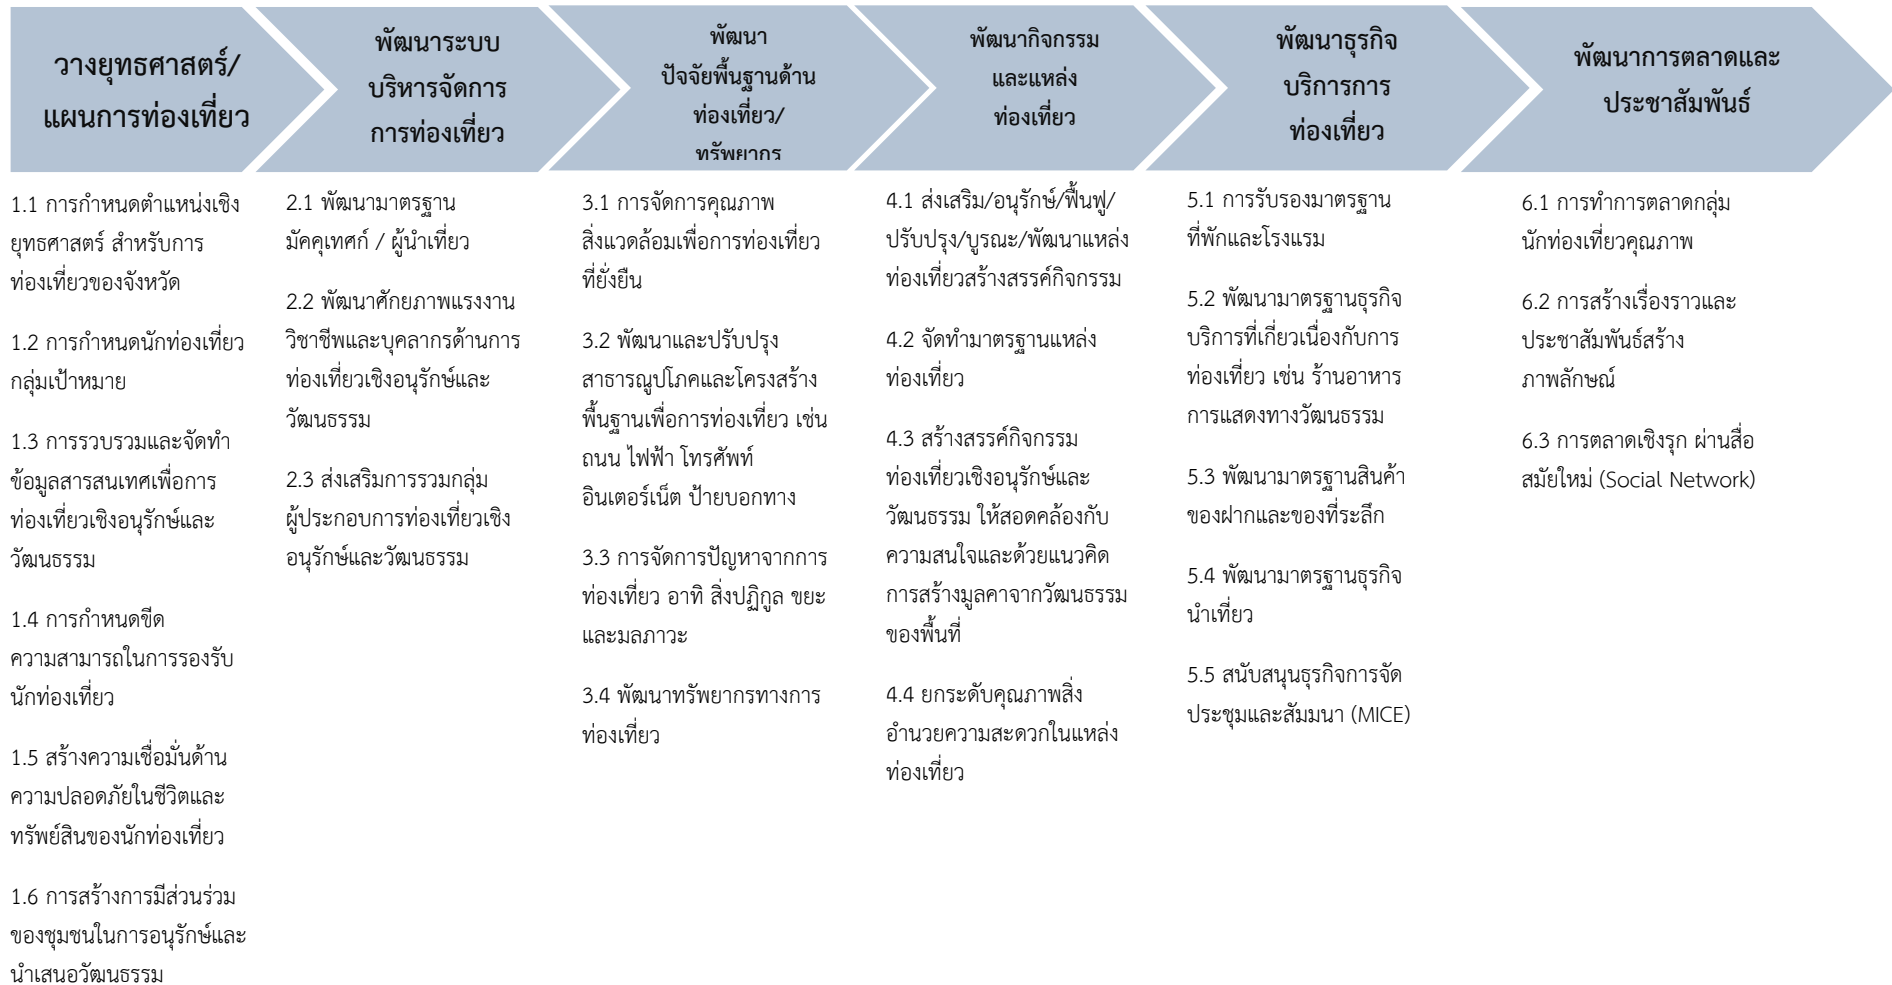 วางยุทธศาสตร์/
แผนการท่องเที่ยว
พัฒนาระบบ
บริหารจัดการ
การท่องเที่ยว
พัฒนา
ปัจจัยพื้นฐานด้าน
ท่องเที่ยว/
ทรัพยากร
พัฒนากิจกรรม
และแหล่ง
ท่องเที่ยว
พัฒนาธุรกิจ
บริการการ
ท่องเที่ยว
พัฒนาการตลาดและ
ประชาสัมพันธ์
1.1 การกำหนดตำแหน่งเชิง
ยุทธศาสตร์ สำหรับการ
ท่องเที่ยวของจังหวัด
1.2 การกำหนดนักท่องเที่ยว
กลุ่มเป้าหมาย
1.3 การรวบรวมและจัดทำ
ข้อมูลสารสนเทศเพื่อการ
ท่องเที่ยวเชิงอนุรักษ์และ
วัฒนธรรม
1.4 การกำหนดขีด
ความสามารถในการรองรับ
นักท่องเที่ยว
1.5 สร้างความเชื่อมั่นด้าน
ความปลอดภัยในชีวิตและ
ทรัพย์สินของนักท่องเที่ยว
1.6 การสร้างการมีส่วนร่วม
ของชุมชนในการอนุรักษ์และ
นำเสนอวัฒนธรรม
2.1 พัฒนามาตรฐาน
มัคคุเทศก์ / ผู้นำเที่ยว
2.2 พัฒนาศักยภาพแรงงาน
วิชาชีพและบุคลากรด้านการ
ท่องเที่ยวเชิงอนุรักษ์และ
วัฒนธรรม
2.3 ส่งเสริมการรวมกลุ่ม
ผู้ประกอบการท่องเที่ยวเชิง
อนุรักษ์และวัฒนธรรม
3.1 การจัดการคุณภาพ
สิ่งแวดล้อมเพื่อการท่องเที่ยว
ที่ยั่งยืน
3.2 พัฒนาและปรับปรุง
สาธารณูปโภคและโครงสร้าง
พื้นฐานเพื่อการท่องเที่ยว เช่น
ถนน ไฟฟ้า โทรศัพท์
อินเตอร์เน็ต ป้ายบอกทาง
3.3 การจัดการปัญหาจากการ
ท่องเที่ยว อาทิ สิ่งปฏิกูล ขยะ
และมลภาวะ
3.4 พัฒนาทรัพยากรทางการ
ท่องเที่ยว
4.1 ส่งเสริม/อนุรักษ์/ฟื้นฟู/
ปรับปรุง/บูรณะ/พัฒนาแหล่ง
ท่องเที่ยวสร้างสรรค์กิจกรรม
4.2 จัดทำมาตรฐานแหล่ง
ท่องเที่ยว
4.3 สร้างสรรค์กิจกรรม
ท่องเที่ยวเชิงอนุรักษ์และ
วัฒนธรรม ให้สอดคล้องกับ
ความสนใจและด้วยแนวคิด
การสร้างมูลคาจากวัฒนธรรม
ของพื้นที่
4.4 ยกระดับคุณภาพสิ่ง
อำนวยความสะดวกในแหล่ง
ท่องเที่ยว
5.1 การรับรองมาตรฐาน
ที่พักและโรงแรม
5.2 พัฒนามาตรฐานธุรกิจ
บริการที่เกี่ยวเนื่องกับการ
ท่องเที่ยว เช่น ร้านอาหาร
การแสดงทางวัฒนธรรม
5.3 พัฒนามาตรฐานสินค้า
ของฝากและของที่ระลึก
5.4 พัฒนามาตรฐานธุรกิจ
นำเที่ยว
5.5 สนับสนุนธุรกิจการจัด
ประชุมและสัมมนา (MICE)
6.1 การทำการตลาดกลุ่ม
นักท่องเที่ยวคุณภาพ
6.2 การสร้างเรื่องราวและ
ประชาสัมพันธ์สร้าง
ภาพลักษณ์
6.3 การตลาดเชิงรุก ผ่านสื่อ
สมัยใหม่ (Social Network)